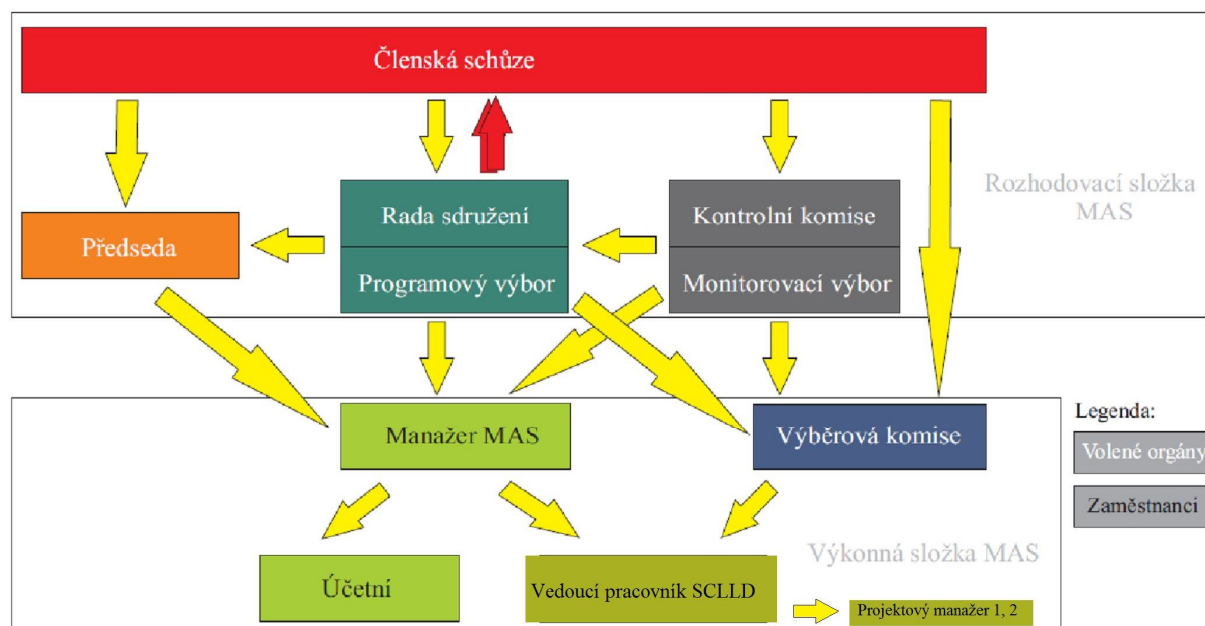 Členská schůze
Rozhodovací složka
MAS
Rada sdružení
Kontrolní komise
Předseda
Programový výbor
Monitorovací výbor
Manažer MAS
Výběrová komise
Legenda:
Volené orgány
Zaměstnanci
Výkonná složka MAS
Účetní
Vedoucí pracovník SCLLD
Projektový manažer 1, 2